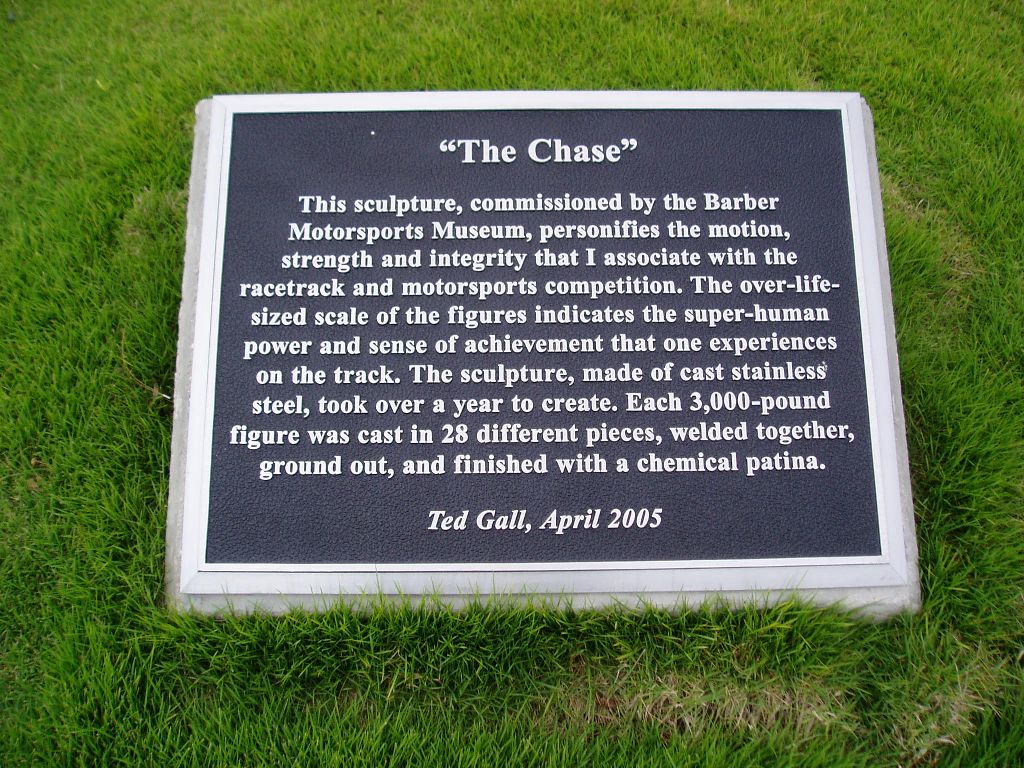 “The Chase”
This sculpture, commissioned by the Barber
Motorsports Museum, personifies the motion,
strength and integrity that I associate with the
racetrack and motorsports competition. The over-life-
sized scale of the figures indicates the super-human
power and sense of achievement that one experiences
on the track. The sculpture, made of cast stainless
steel, took over a year to create. Each 3,000-pound
figure was cast in 28 different pieces, welded together,
ground out, and finished with a chemical patina.
Ted Gall, April 2005